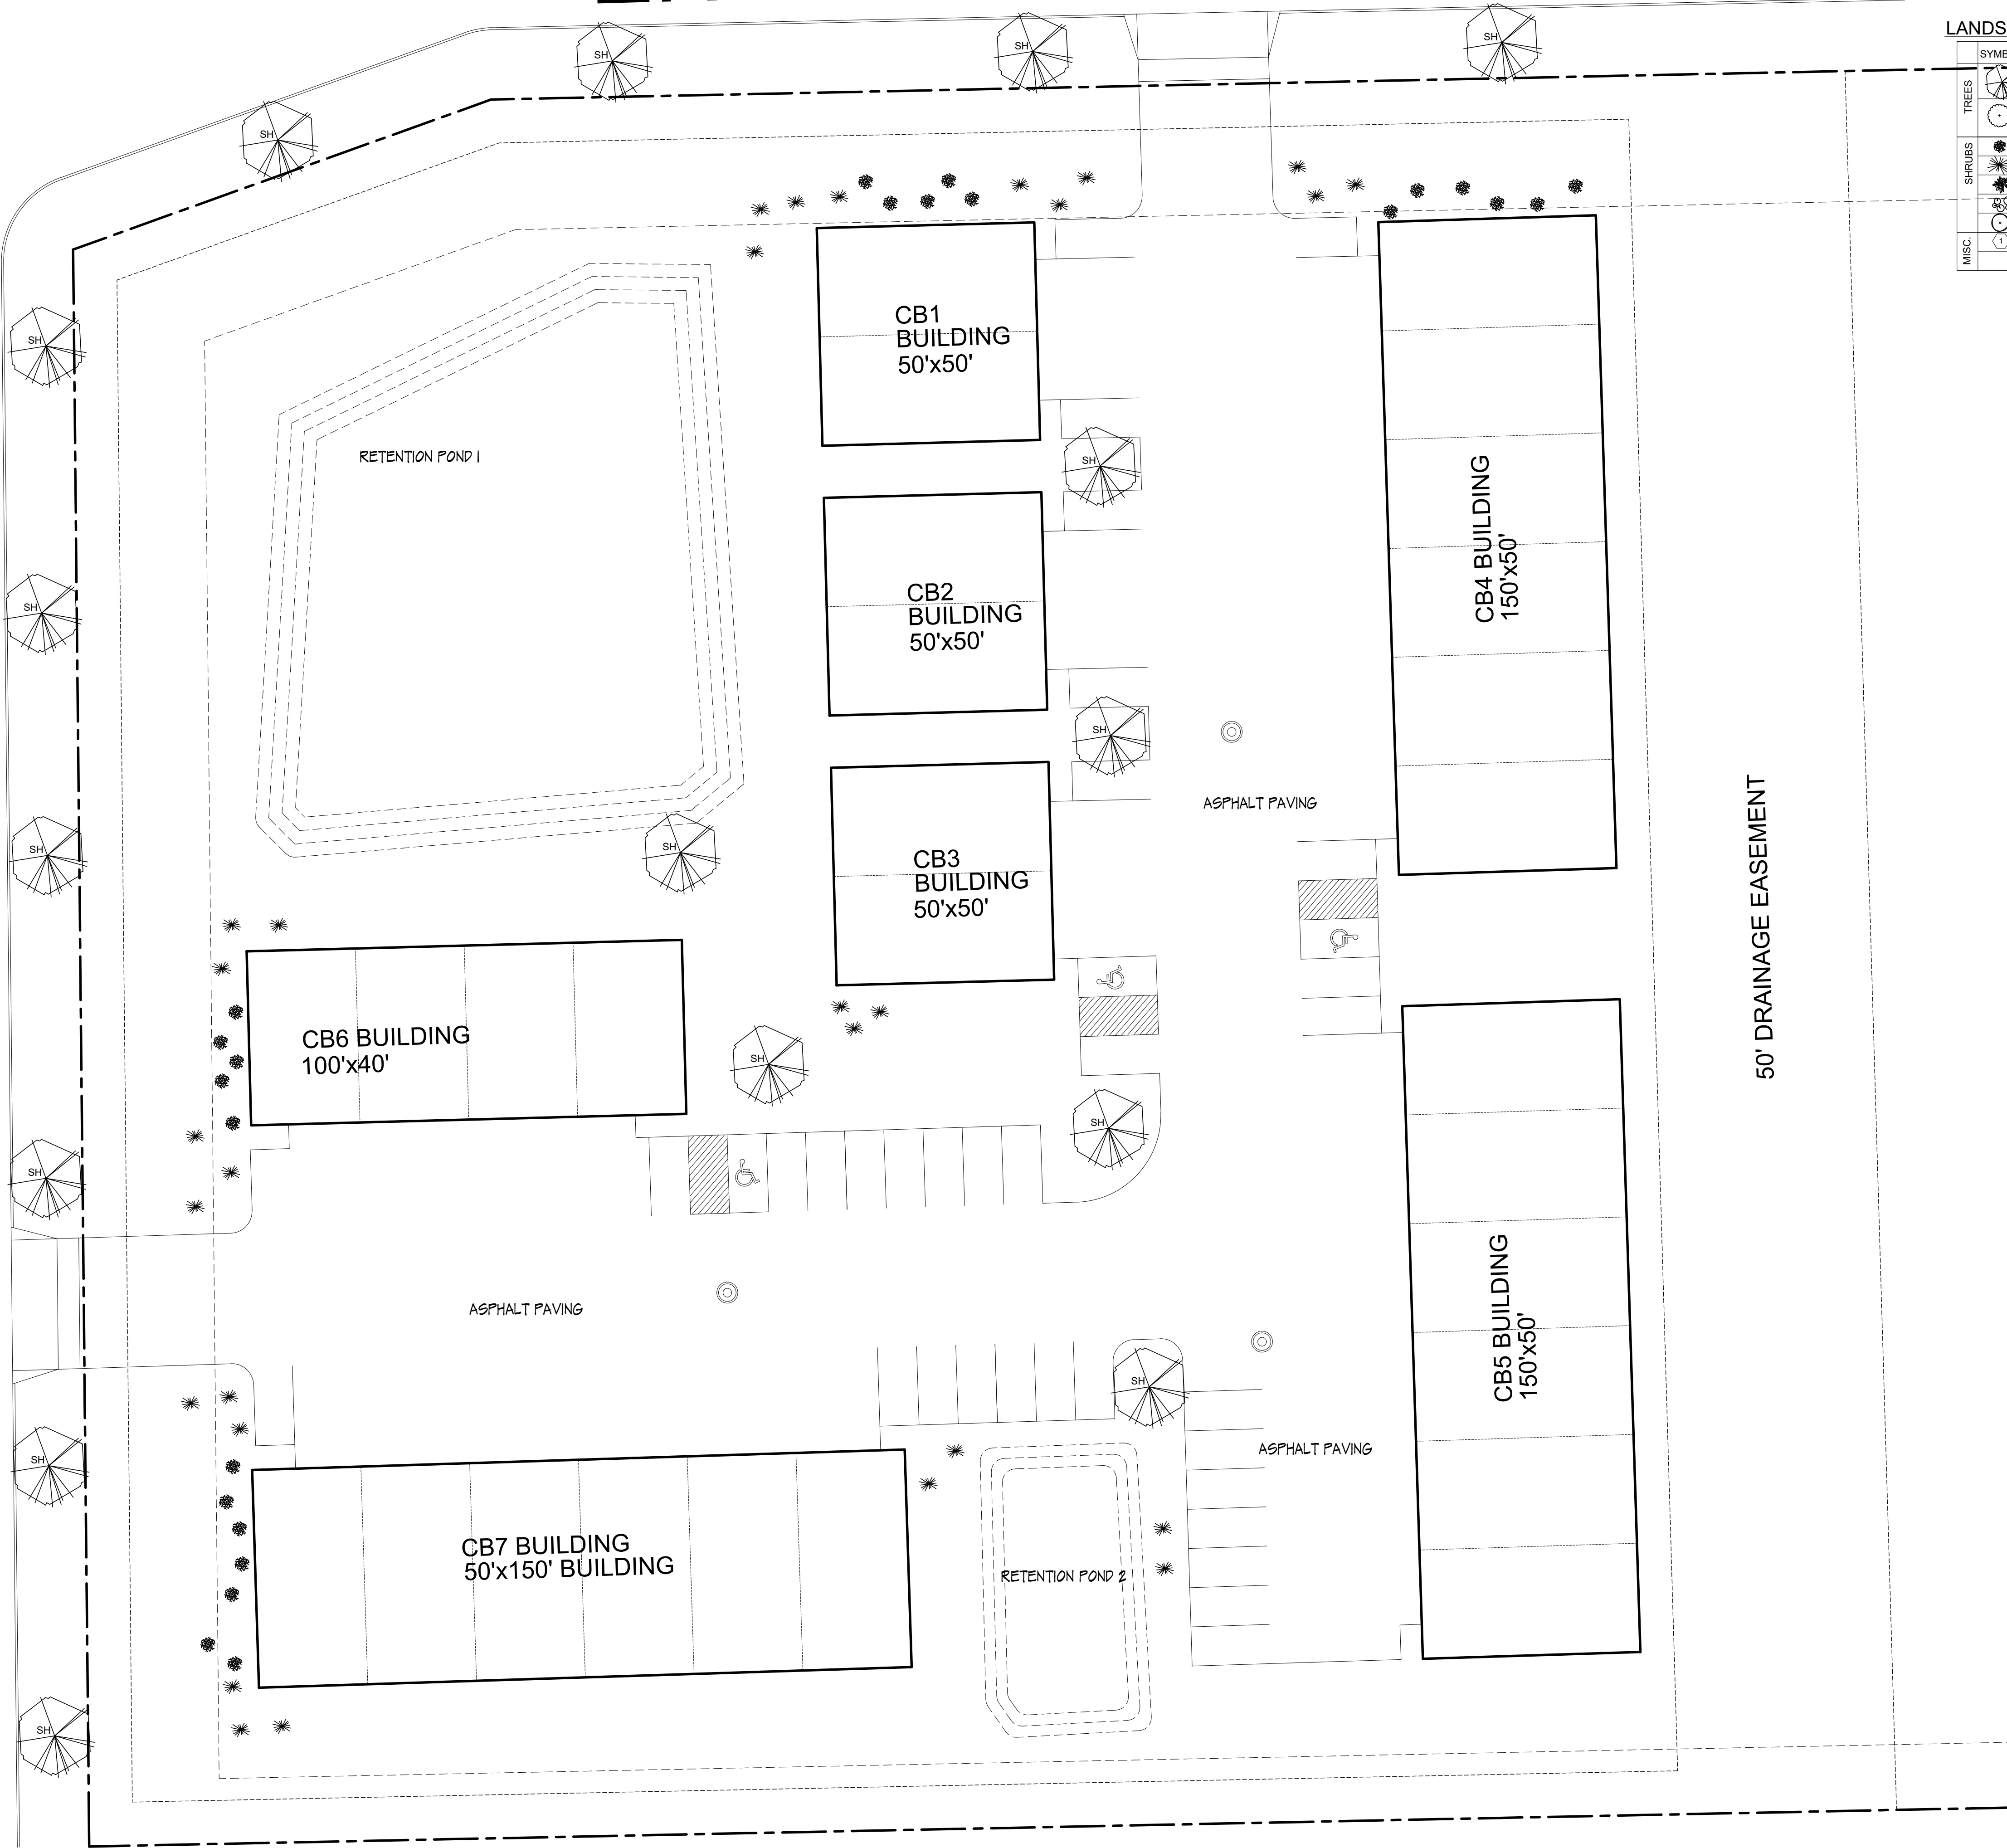 SH
SH
SH
SH
LANDS
SYMB
TREES
SHRUBS
MISC.
1
SH
CB1
BUILDING
50'x50'
RETENTION POND 1
SH
CB4 BUILDING
150'x50'
SH
CB2
BUILDING
50'x50'
SH
ASPHALT PAVING
50' DRAINAGE EASEMENT
SH
SH
CB3
BUILDING
50'x50'
CB6 BUILDING
100'x40'
SH
SH
SH
ASPHALT PAVING
CB5 BUILDING
150'x50'
SH
ASPHALT PAVING
SH
CB7 BUILDING
50'x150' BUILDING
RETENTION POND 2
SH